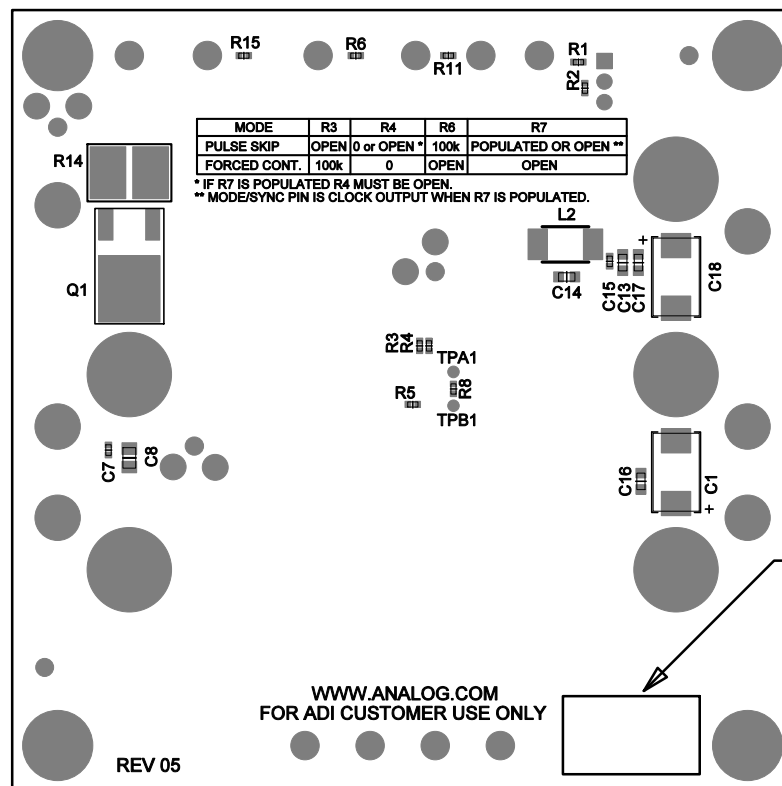 R15
R6
R11
R1
R2
MODE R3 R4 R6 R7
PULSE SKIP OPEN 0 or OPEN * 100k POPULATED OR OPEN **
FORCED CONT. 100k 0 OPEN OPEN
* IF R7 IS POPULATED R4 MUST BE OPEN.
** MODE/SYNC PIN IS CLOCK OUTPUT WHEN R7 IS POPULATED.
R14
Q1
L2
C14
C15
C13
C17
+
C18
R3
R4
TPA1
R8
R5
TPB1
C7
C8
C16
C1
+
WWW.ANALOG.COM
FOR ADI CUSTOMER USE ONLY
REV 05